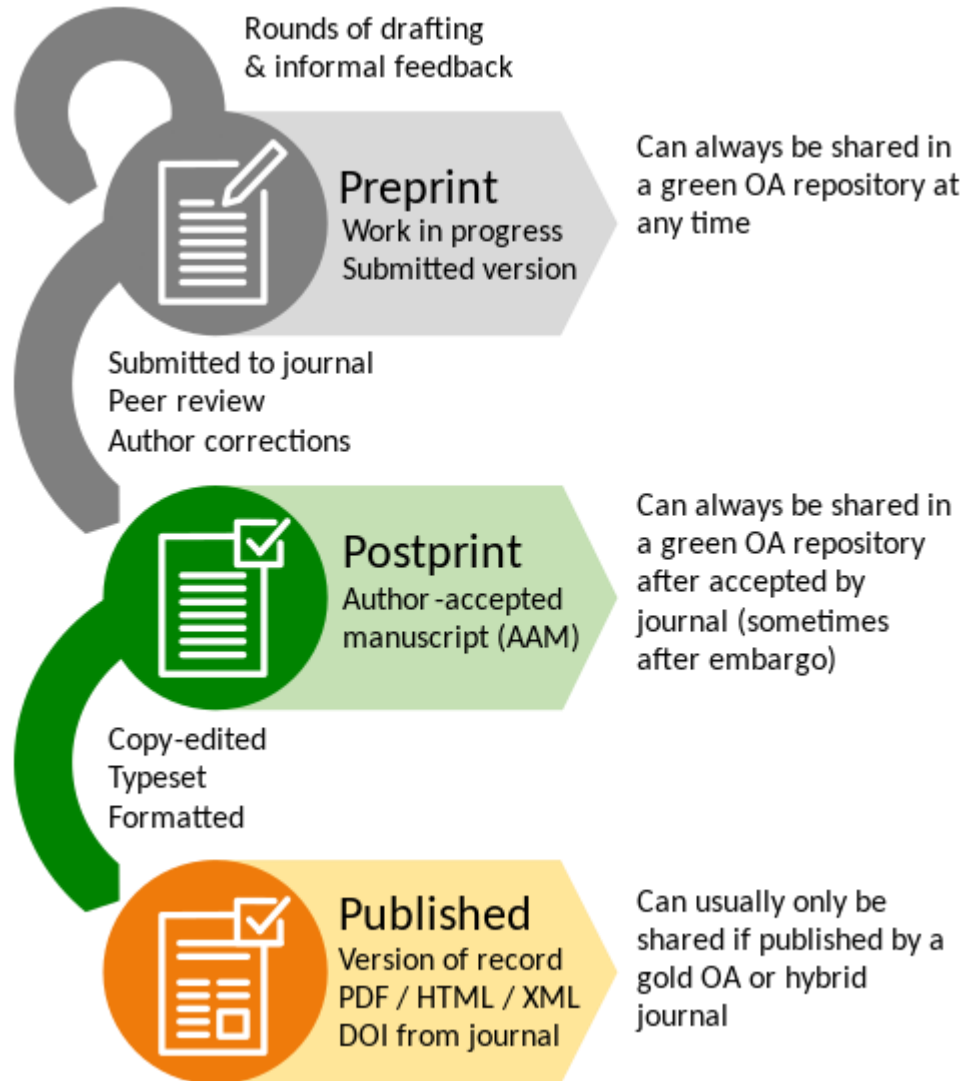 Rounds of drafting
& informal feedback
Preprint
Work in progress
Submitted version
Can always be shared in
a green OA repository at
any time
Submitted to journal
Peer review
Author corrections
Postprint
Author-accepted
manuscript (AAM)
Can always be shared in
a green OA repository
after accepted by
journal (sometimes
after embargo)
Copy-edited
Typeset
Formatted
Published
Version of record
PDF / HTML / XML
DOI from journal
Can usually only be
shared if published by a
gold OA or hybrid
journal